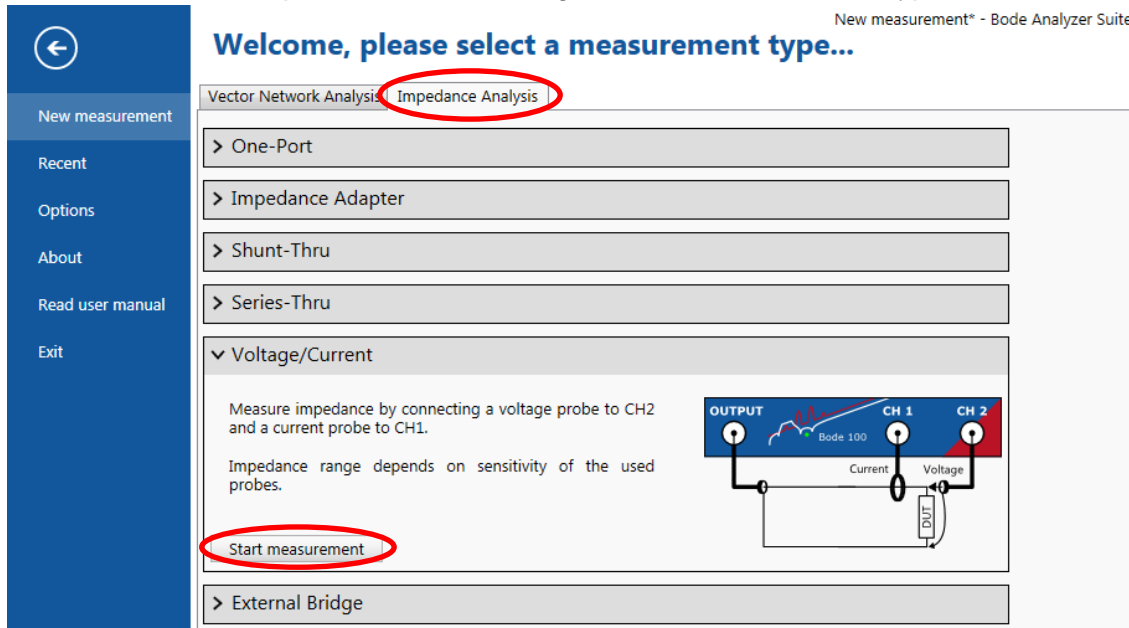 New measurement* - Bode Analyzer Suite
Welcome, please select a measurement type...
Vector Network Analysis
Impedance Analysis
New measurement
Recent
Options
About
Read user manual
Exit
One-Port
Impedance Adapter
Shunt-Thru
Series-Thru
Voltage/Current
Measure impedance by connecting a voltage probe to CH2
and a current probe to CH1.
Impedance range depends on sensitivity of the used
probes.
OUTPUT
CH 1
CH 2
Bode 100
Current
Voltage
DUT
Start measurement
External Bridge